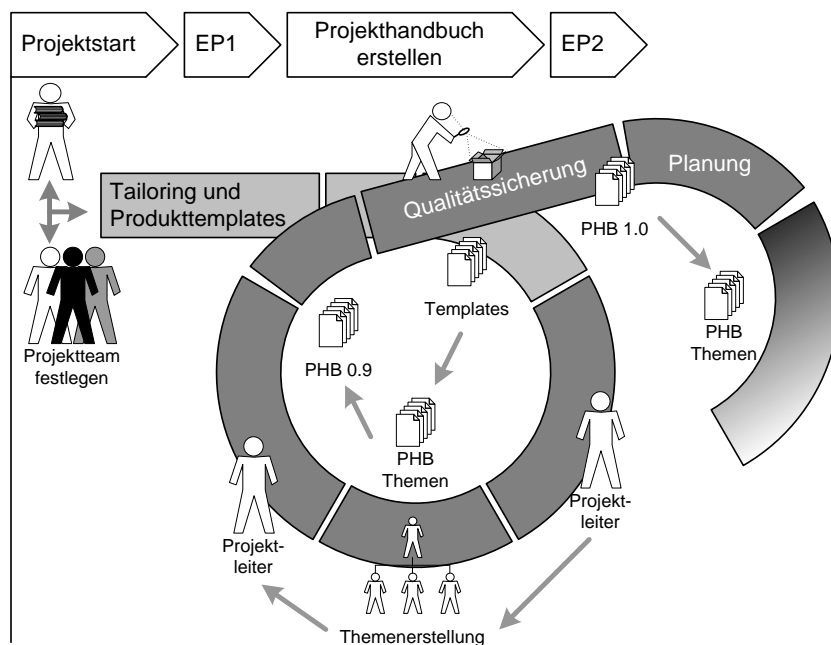 Projektstart
EP1
Projekthandbuch
erstellen
EP2
Tailoring und
Produkttemplates
Qualitätssicherung
Planung
PHB 1.0
Templates
PHB 0.9
PHB
Themen
PHB
Themen
Projektteam
festlegen
Projekt-
leiter
Projekt-
leiter
Themenerstellung